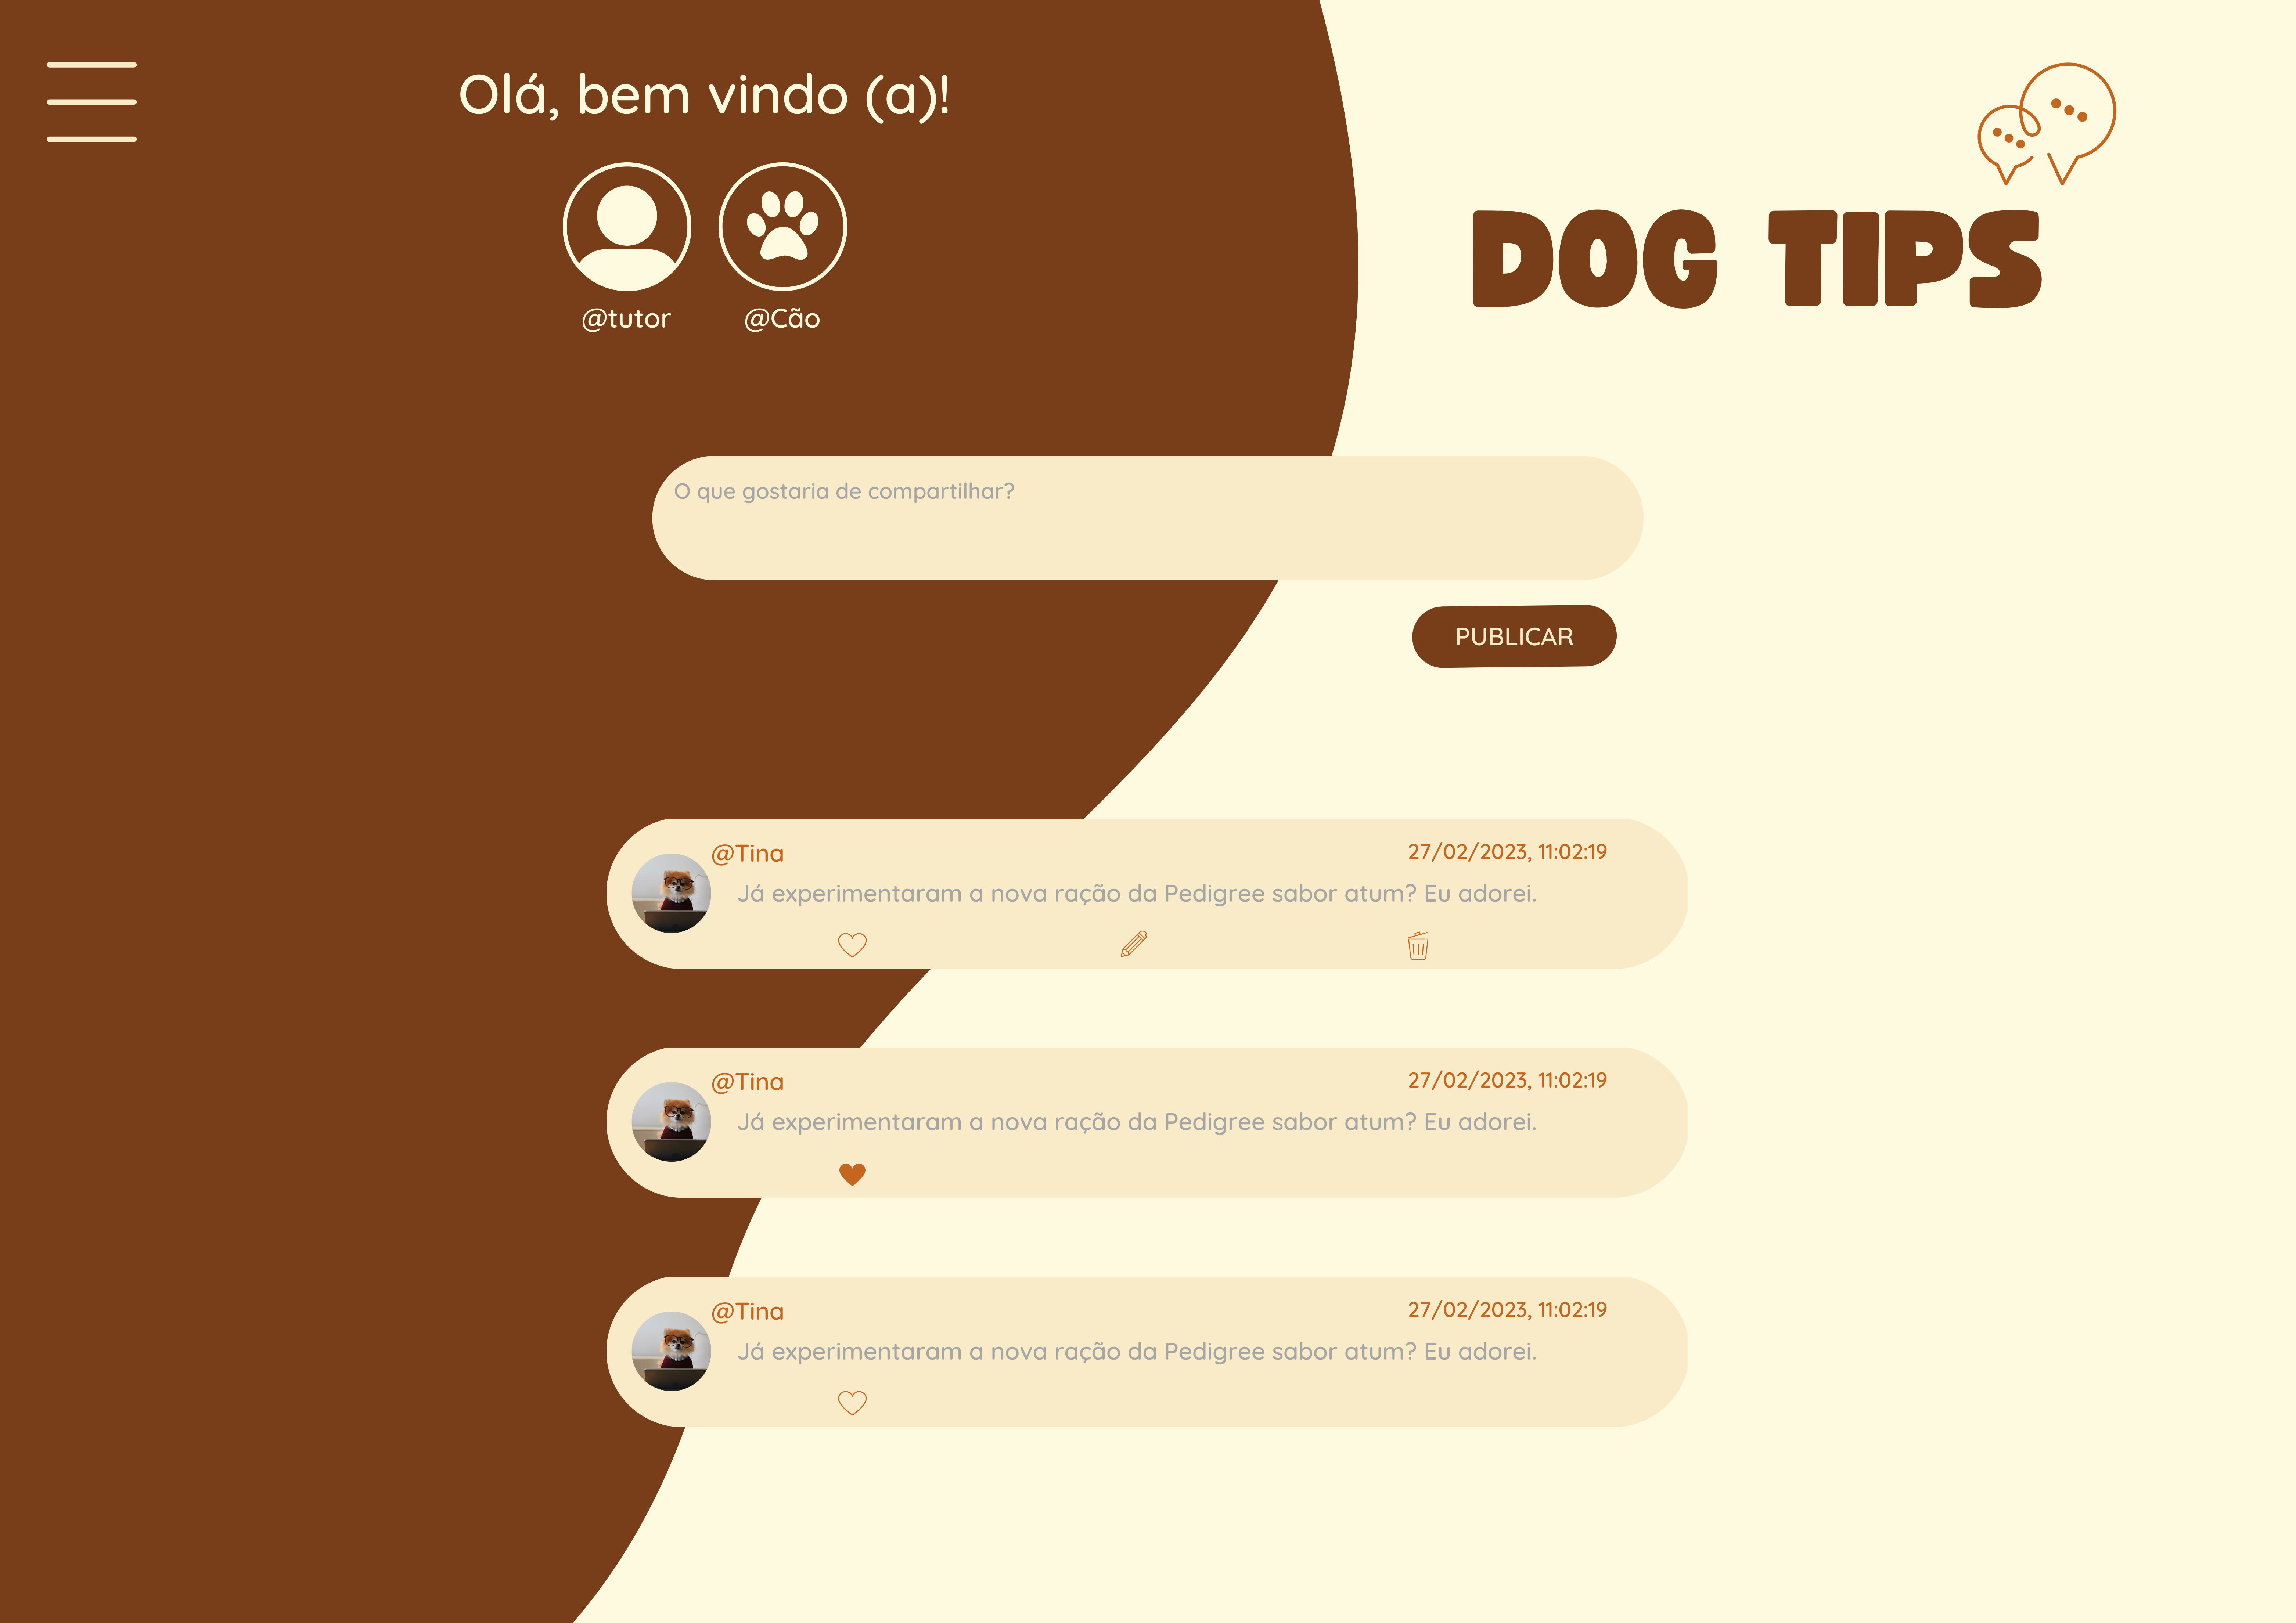 Olá, bem vindo (a)!
@tutor
@Cão
DOG TIPS
O que gostaria de compartilhar?
PUBLICAR
@Tina
27/02/2023, 11:02:19
Já experimentaram a nova ração da Pedigree sabor atum? Eu adorei.
@Tina
27/02/2023, 11:02:19
Já experimentaram a nova ração da Pedigree sabor atum? Eu adorei.
@Tina
27/02/2023, 11:02:19
Já experimentaram a nova ração da Pedigree sabor atum? Eu adorei.